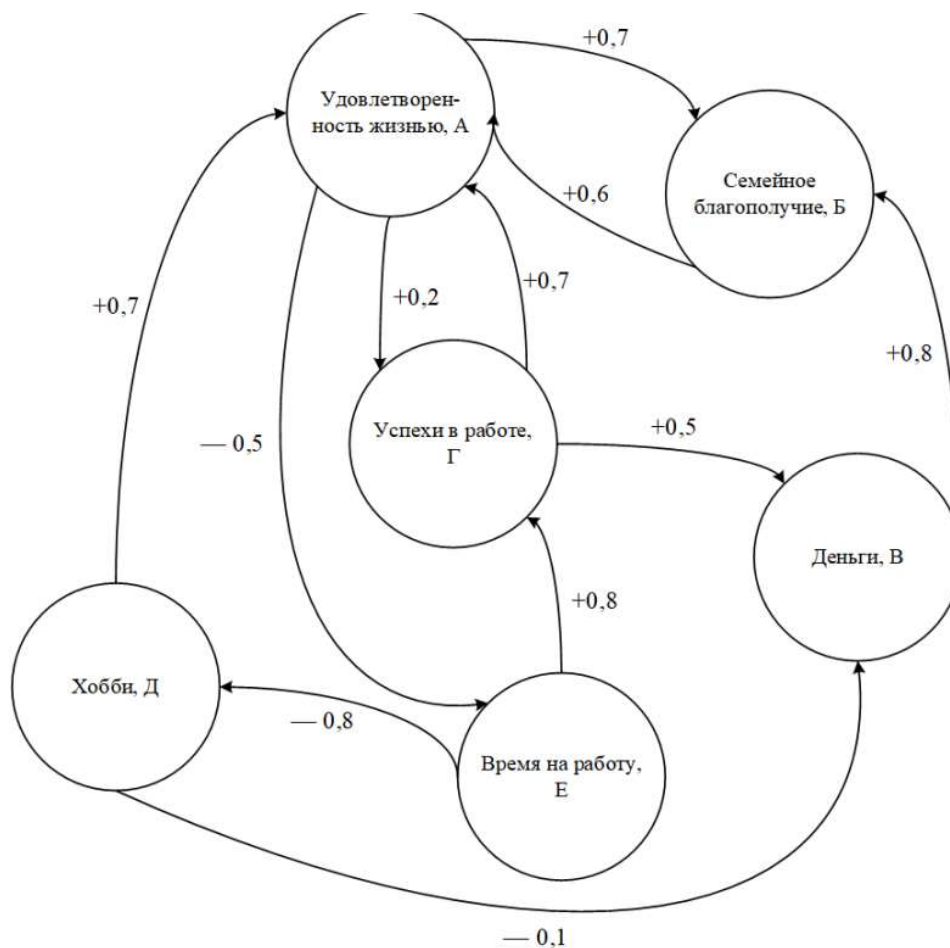 +0,7
Удовлетворен-
ность жизнью, А
Семейное
благополучие, Б
+0,6
+0,7
+0,2
+0,7
+0,8
— 0,5
Успехи в работе,
Г
+0,5
Деньги, В
+0,8
Хобби, Д
— 0,8
Время на работу,
Е
— 0,1